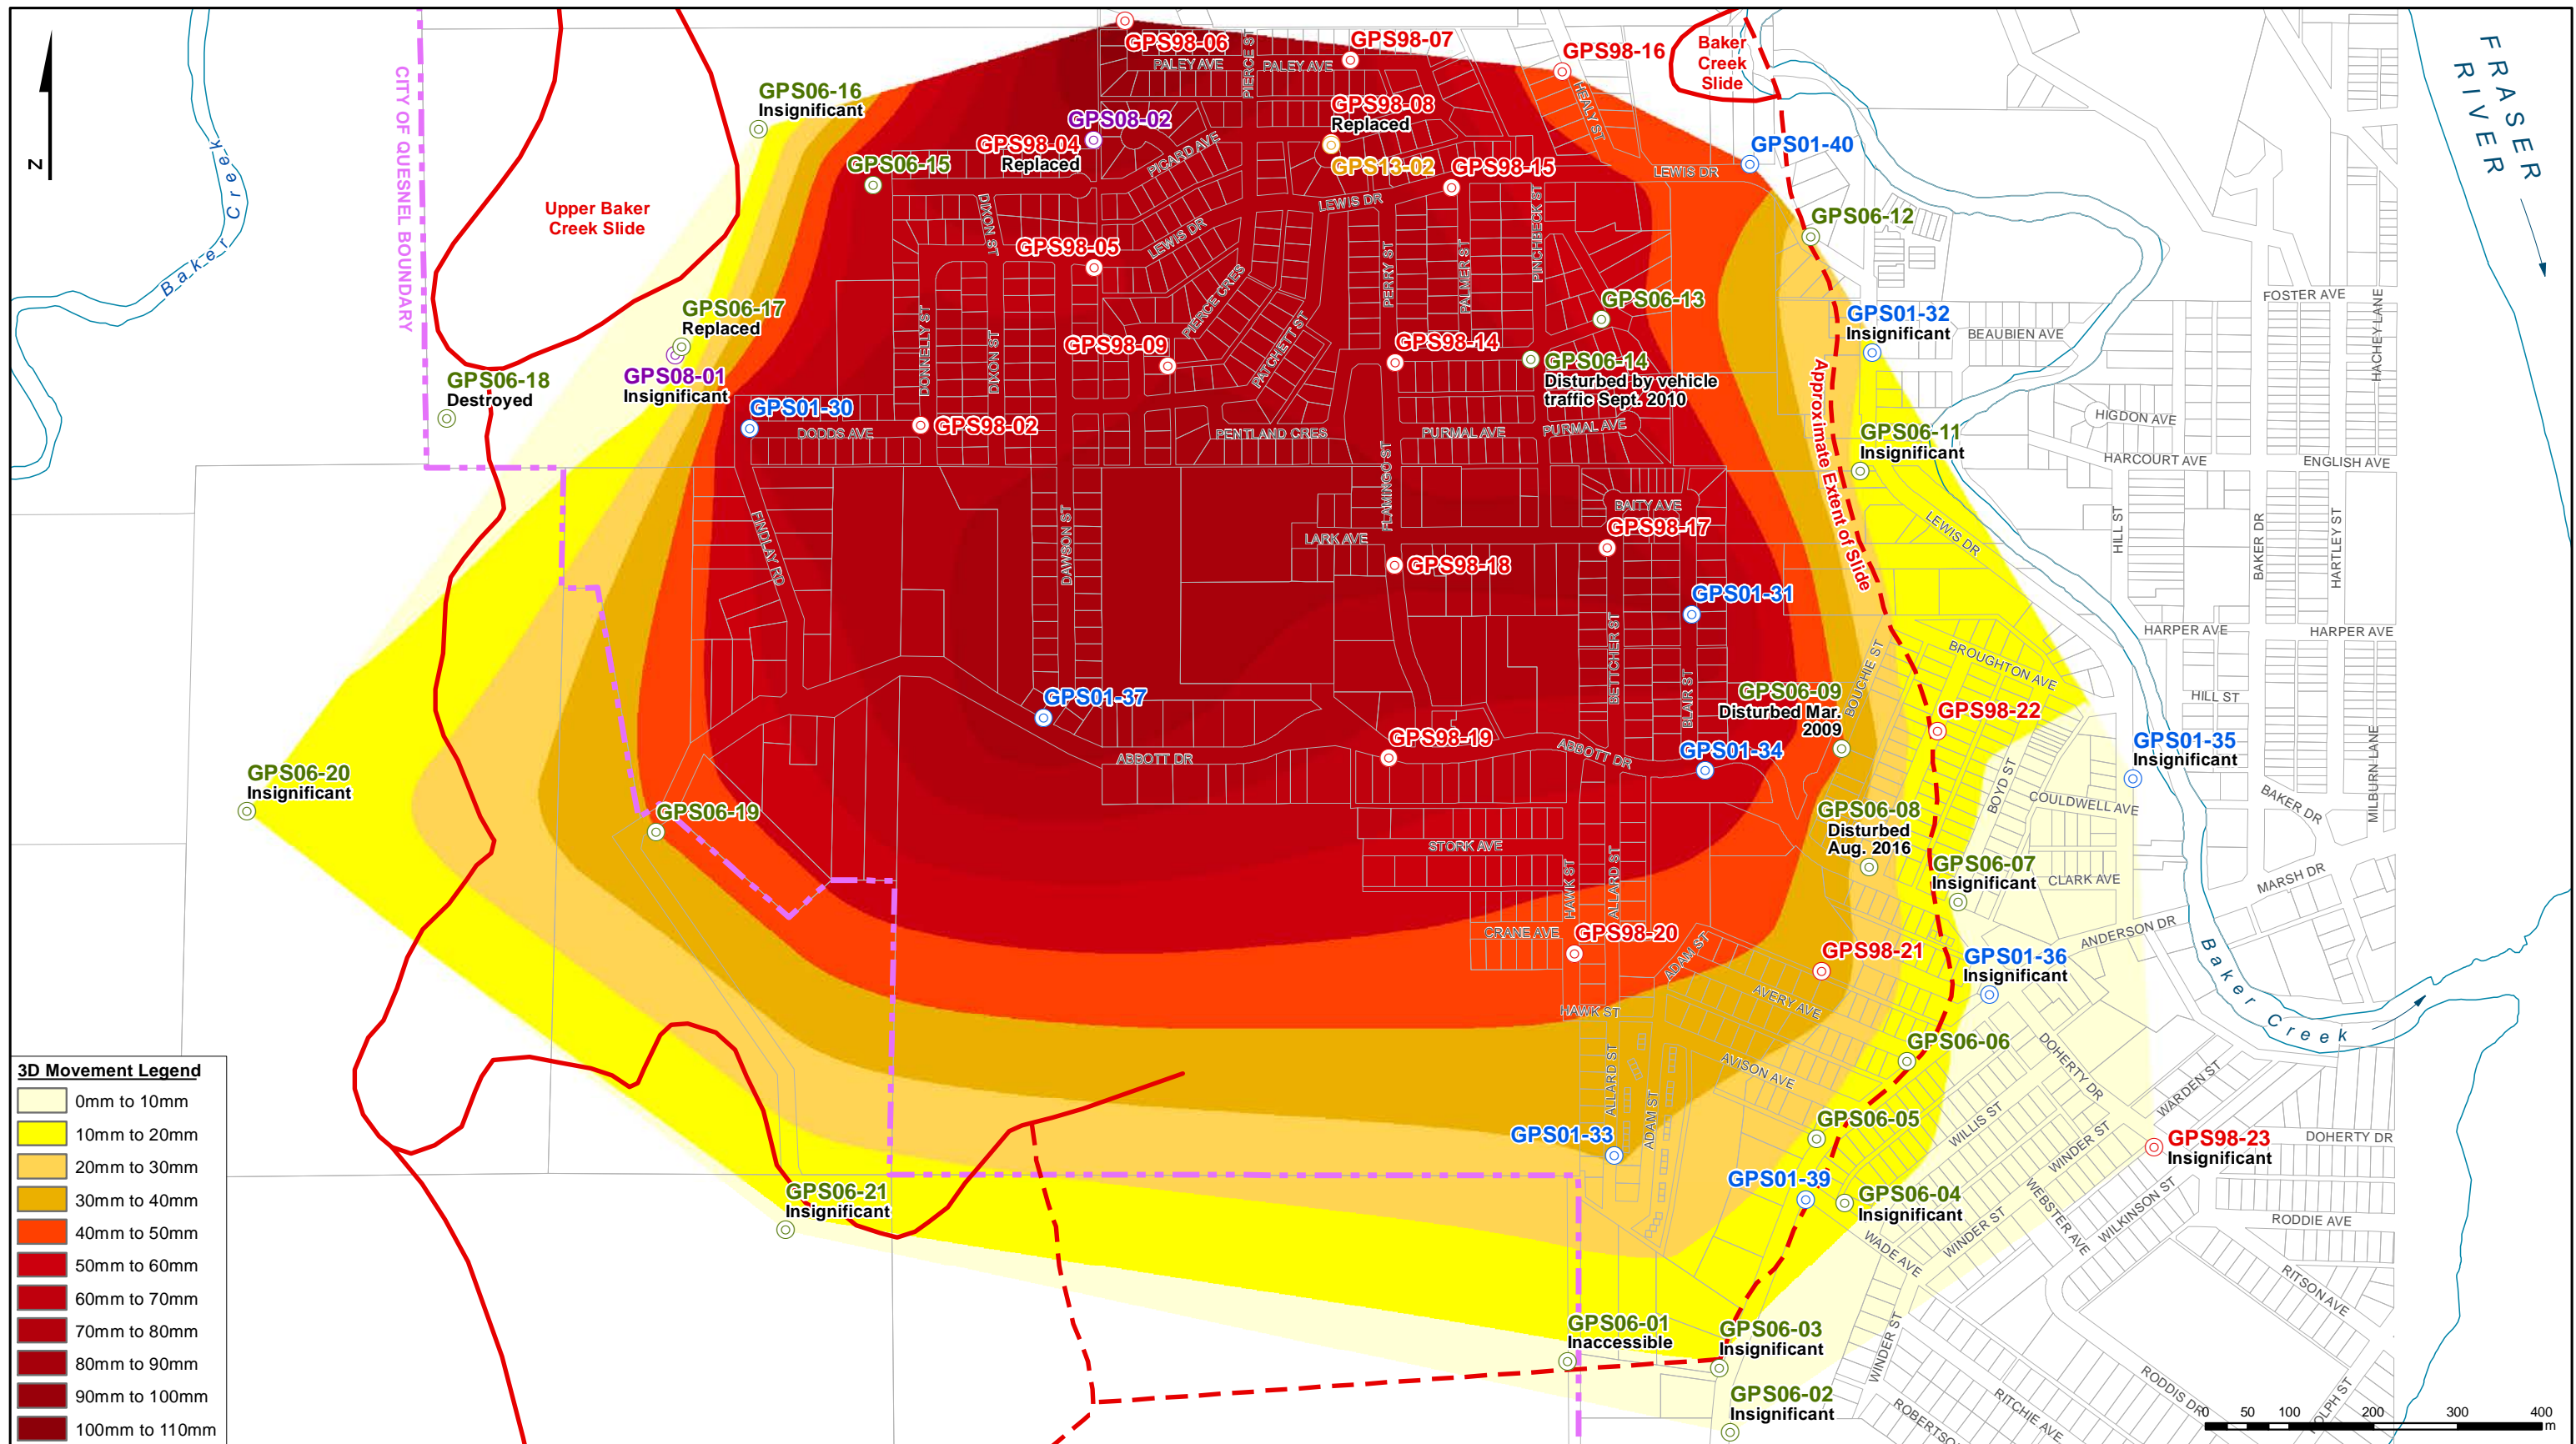 GPS98-06
PALEY AVE
PIERCE ST
PALEY AVE
GPS98-07
GPS98-16
HEALY ST
Baker
Creek
Slide
FRASER
RIVER
N
CITY OF QUESNEL BOUNDARY
Baker Creek
GPS06-16
Insignificant
GPS08-02
GPS98-04
Replaced
GPS98-08
Replaced
GPS13-02
GPS98-15
GPS01-40
LEWIS DR
GPS06-15
PICARD AVE
LEWIS DR
PINCHBECK ST
GPS06-12
Upper Baker
Creek Slide
DIXON ST
GPS98-05
LEWIS DR
PERRY ST
PALMER ST
GPS06-17
Replaced
GPS08-01
Insignificant
GPS06-18
Destroyed
DONNELLY ST
DIXON ST
PIERCE CRES
PATCHETT ST
GPS98-09
GPS98-14
GPS06-13
GPS06-14
Disturbed by vehicle
traffic Sept. 2010
GPS01-32
Insignificant
BEAUBIEN AVE
FOSTER AVE
HACHEY LANE
GPS01-30
DODDS AVE
GPS98-02
PENTLAND CRES
PURMAL AVE
PURMAL AVE
GPS06-11
Insignificant
HIGDON AVE
HARCOURT AVE
ENGLISH AVE
Approximate Extent of Slide
FINDLAY RD
DAWSON ST
FLAMINGO ST
LARK AVE
BAITY AVE
GPS98-17
GPS98-18
LEWIS DR
HILL ST
BAKER DR
HARTLEY ST
GPS01-31
BETTCHER ST
BLAIR ST
BOUCHIE ST
BROUGHTON AVE
HARPER AVE
HARPER AVE
HILL ST
GPS01-37
ABBOTT DR
GPS98-19
ABBOTT DR
GPS01-34
GPS06-09
Disturbed Mar.
2009
GPS98-22
GPS01-35
Insignificant
MILBURN LANE
GPS06-20
Insignificant
GPS06-19
BOYD ST
COULDWELL AVE
BAKER DR
GPS06-08
Disturbed
Aug. 2016
GPS06-07
Insignificant
CLARK AVE
MARSH DR
STORK AVE
HAWK ST
ALLARD ST
CRANE AVE
GPS98-20
ADAM ST
GPS98-21
AVERY AVE
HAWK ST
GPS01-36
Insignificant
ANDERSON DR
Baker Creek
GPS06-06
AVISON AVE
ALLARD ST
ADAM ST
DOHERTY DR
WARDEN ST
WILLIS ST
WINDER ST
GPS06-05
GPS01-33
GPS98-23
Insignificant
DOHERTY DR
GPS01-39
GPS06-04
Insignificant
WADE AVE
WINDER ST
WEBSTER AVE
WILKINSON ST
RODDIE AVE
RITSON AVE
GPS06-21
Insignificant
GPS06-01
Inaccessible
GPS06-03
Insignificant
GPS06-02
Insignificant
WINDER ST
RITCHIE AVE
RODDIS DR
3D Movement Legend
0mm to 10mm
10mm to 20mm
20mm to 30mm
30mm to 40mm
40mm to 50mm
50mm to 60mm
60mm to 70mm
70mm to 80mm
80mm to 90mm
90mm to 100mm
100mm to 110mm
0 50 100 200 300 400
m